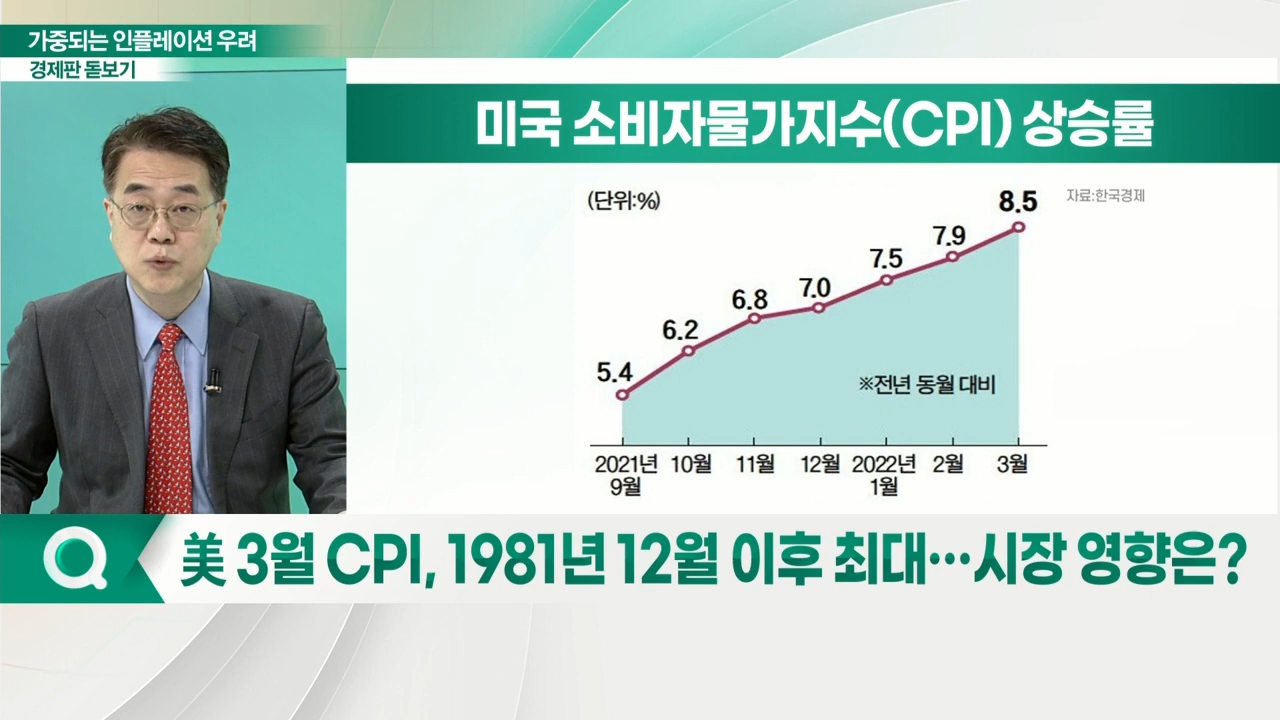 가중되는 인플레이션 우려
경제판 돋보기
미국 소비자물가지수(CPI) 상승률
(단위:%)
자료:한국경제
8.5
7.9
7.5
7.0
6.8
6.2
5.4
※전년 동월 대비
2021년 10월 11월 12월 2022년 2월 3월
9월 1월
美 3월 CPI, 1981년 12월 이후 최대…시장 영향은?